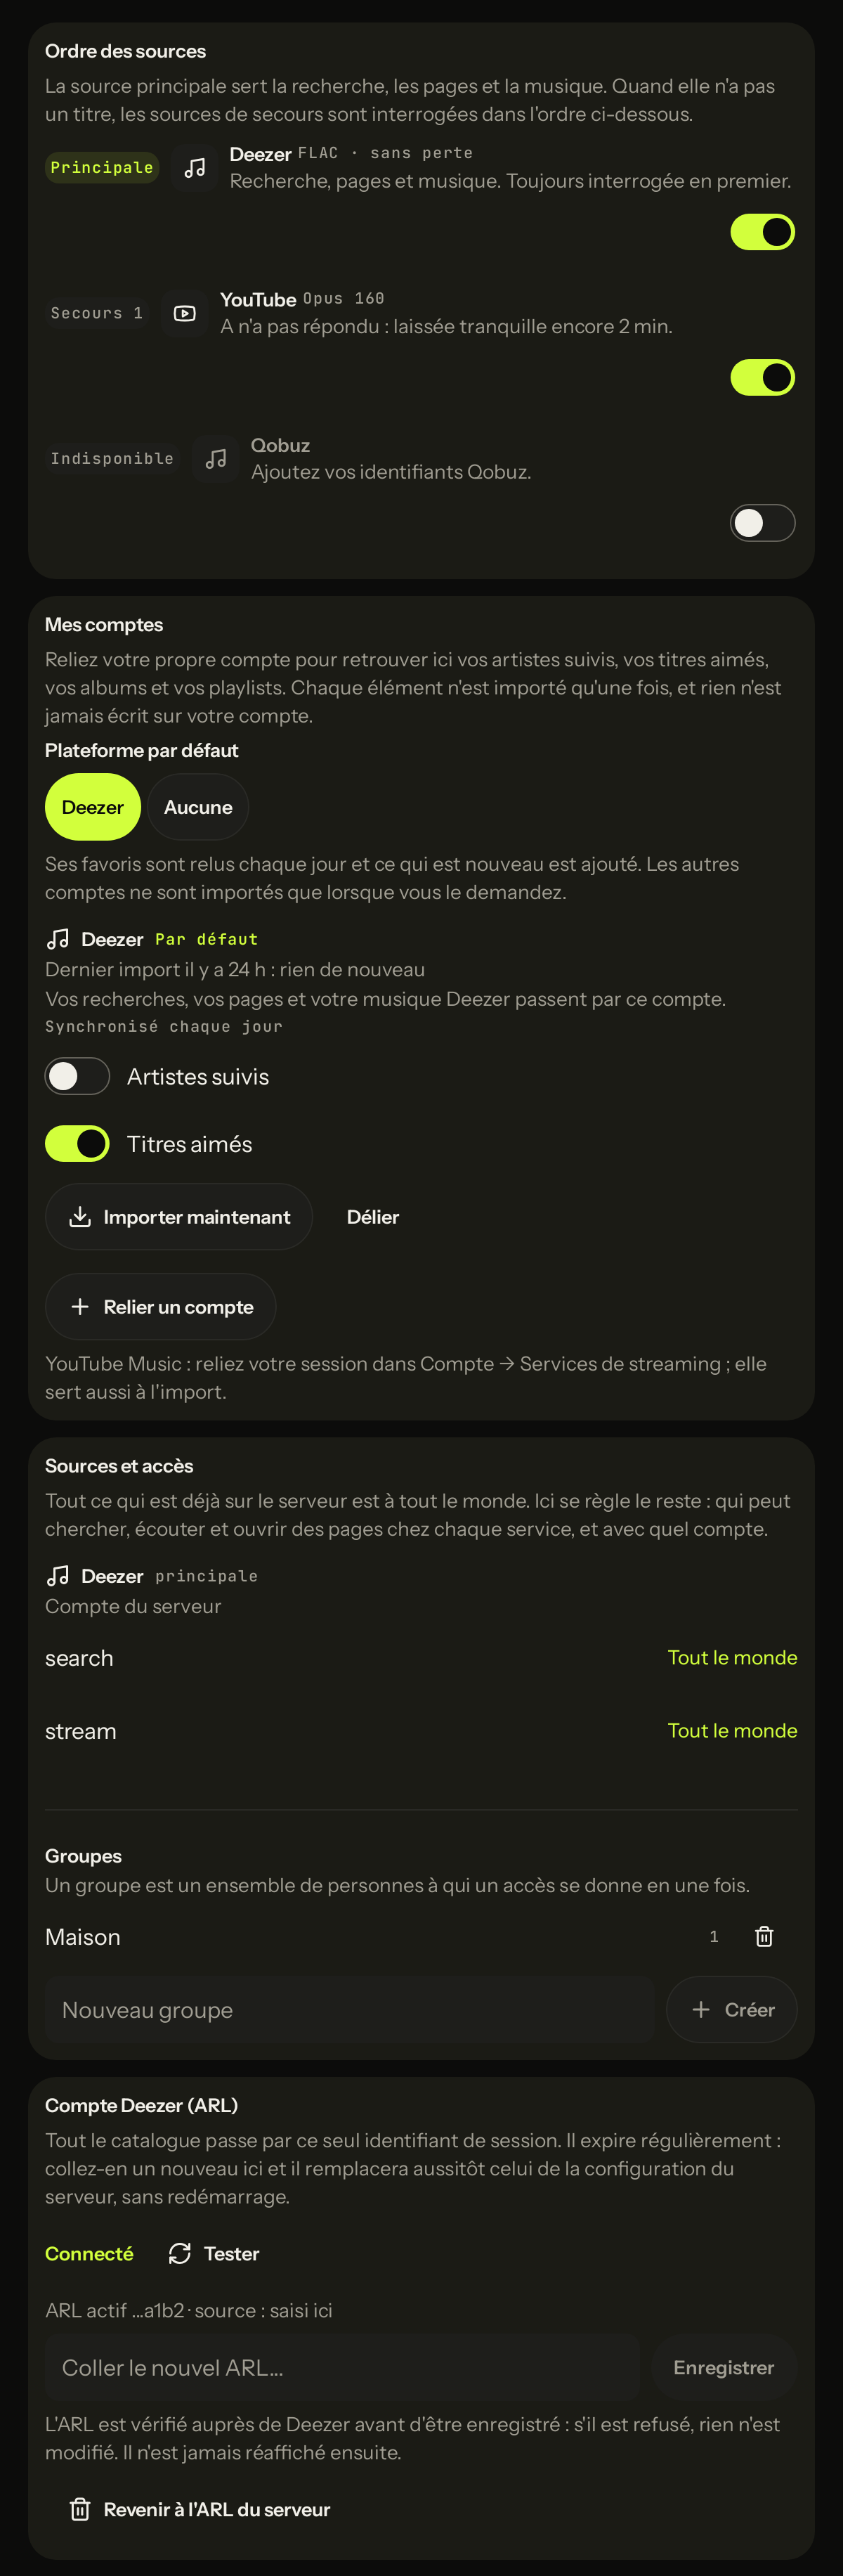 Ordre des sources
La source principale sert la recherche, les pages et la musique. Quand elle n'a pas
un titre, les sources de secours sont interrogées dans l'ordre ci-dessous.
Principale
Deezer FLAC · sans perte
Recherche, pages et musique. Toujours interrogée en premier.
Secours 1
YouTube Opus 160
A n'a pas répondu : laissée tranquille encore 2 min.
Indisponible
Qobuz
Ajoutez vos identifiants Qobuz.
Mes comptes
Reliez votre propre compte pour retrouver ici vos artistes suivis, vos titres aimés,
vos albums et vos playlists. Chaque élément n'est importé qu'une fois, et rien n'est
jamais écrit sur votre compte.
Plateforme par défaut
Deezer Aucune
Ses favoris sont relus chaque jour et ce qui est nouveau est ajouté. Les autres
comptes ne sont importés que lorsque vous le demandez.
Deezer Par défaut
Dernier import il y a 24 h : rien de nouveau
Vos recherches, vos pages et votre musique Deezer passent par ce compte.
Synchronisé chaque jour
Artistes suivis
Titres aimés
Importer maintenant Délier
Relier un compte
YouTube Music : reliez votre session dans Compte → Services de streaming ; elle
sert aussi à l'import.
Sources et accès
Tout ce qui est déjà sur le serveur est à tout le monde. Ici se règle le reste : qui peut
chercher, écouter et ouvrir des pages chez chaque service, et avec quel compte.
Deezer principale
Compte du serveur
search Tout le monde
stream Tout le monde
Groupes
Un groupe est un ensemble de personnes à qui un accès se donne en une fois.
Maison 1
Nouveau groupe Créer
Compte Deezer (ARL)
Tout le catalogue passe par ce seul identifiant de session. Il expire régulièrement :
collez-en un nouveau ici et il remplacera aussitôt celui de la configuration du
serveur, sans redémarrage.
Connecté Tester
ARL actif …a1b2 · source : saisi ici
Coller le nouvel ARL… Enregistrer
L'ARL est vérifié auprès de Deezer avant d'être enregistré : s'il est refusé, rien n'est
modifié. Il n'est jamais réaffiché ensuite.
Revenir à l'ARL du serveur